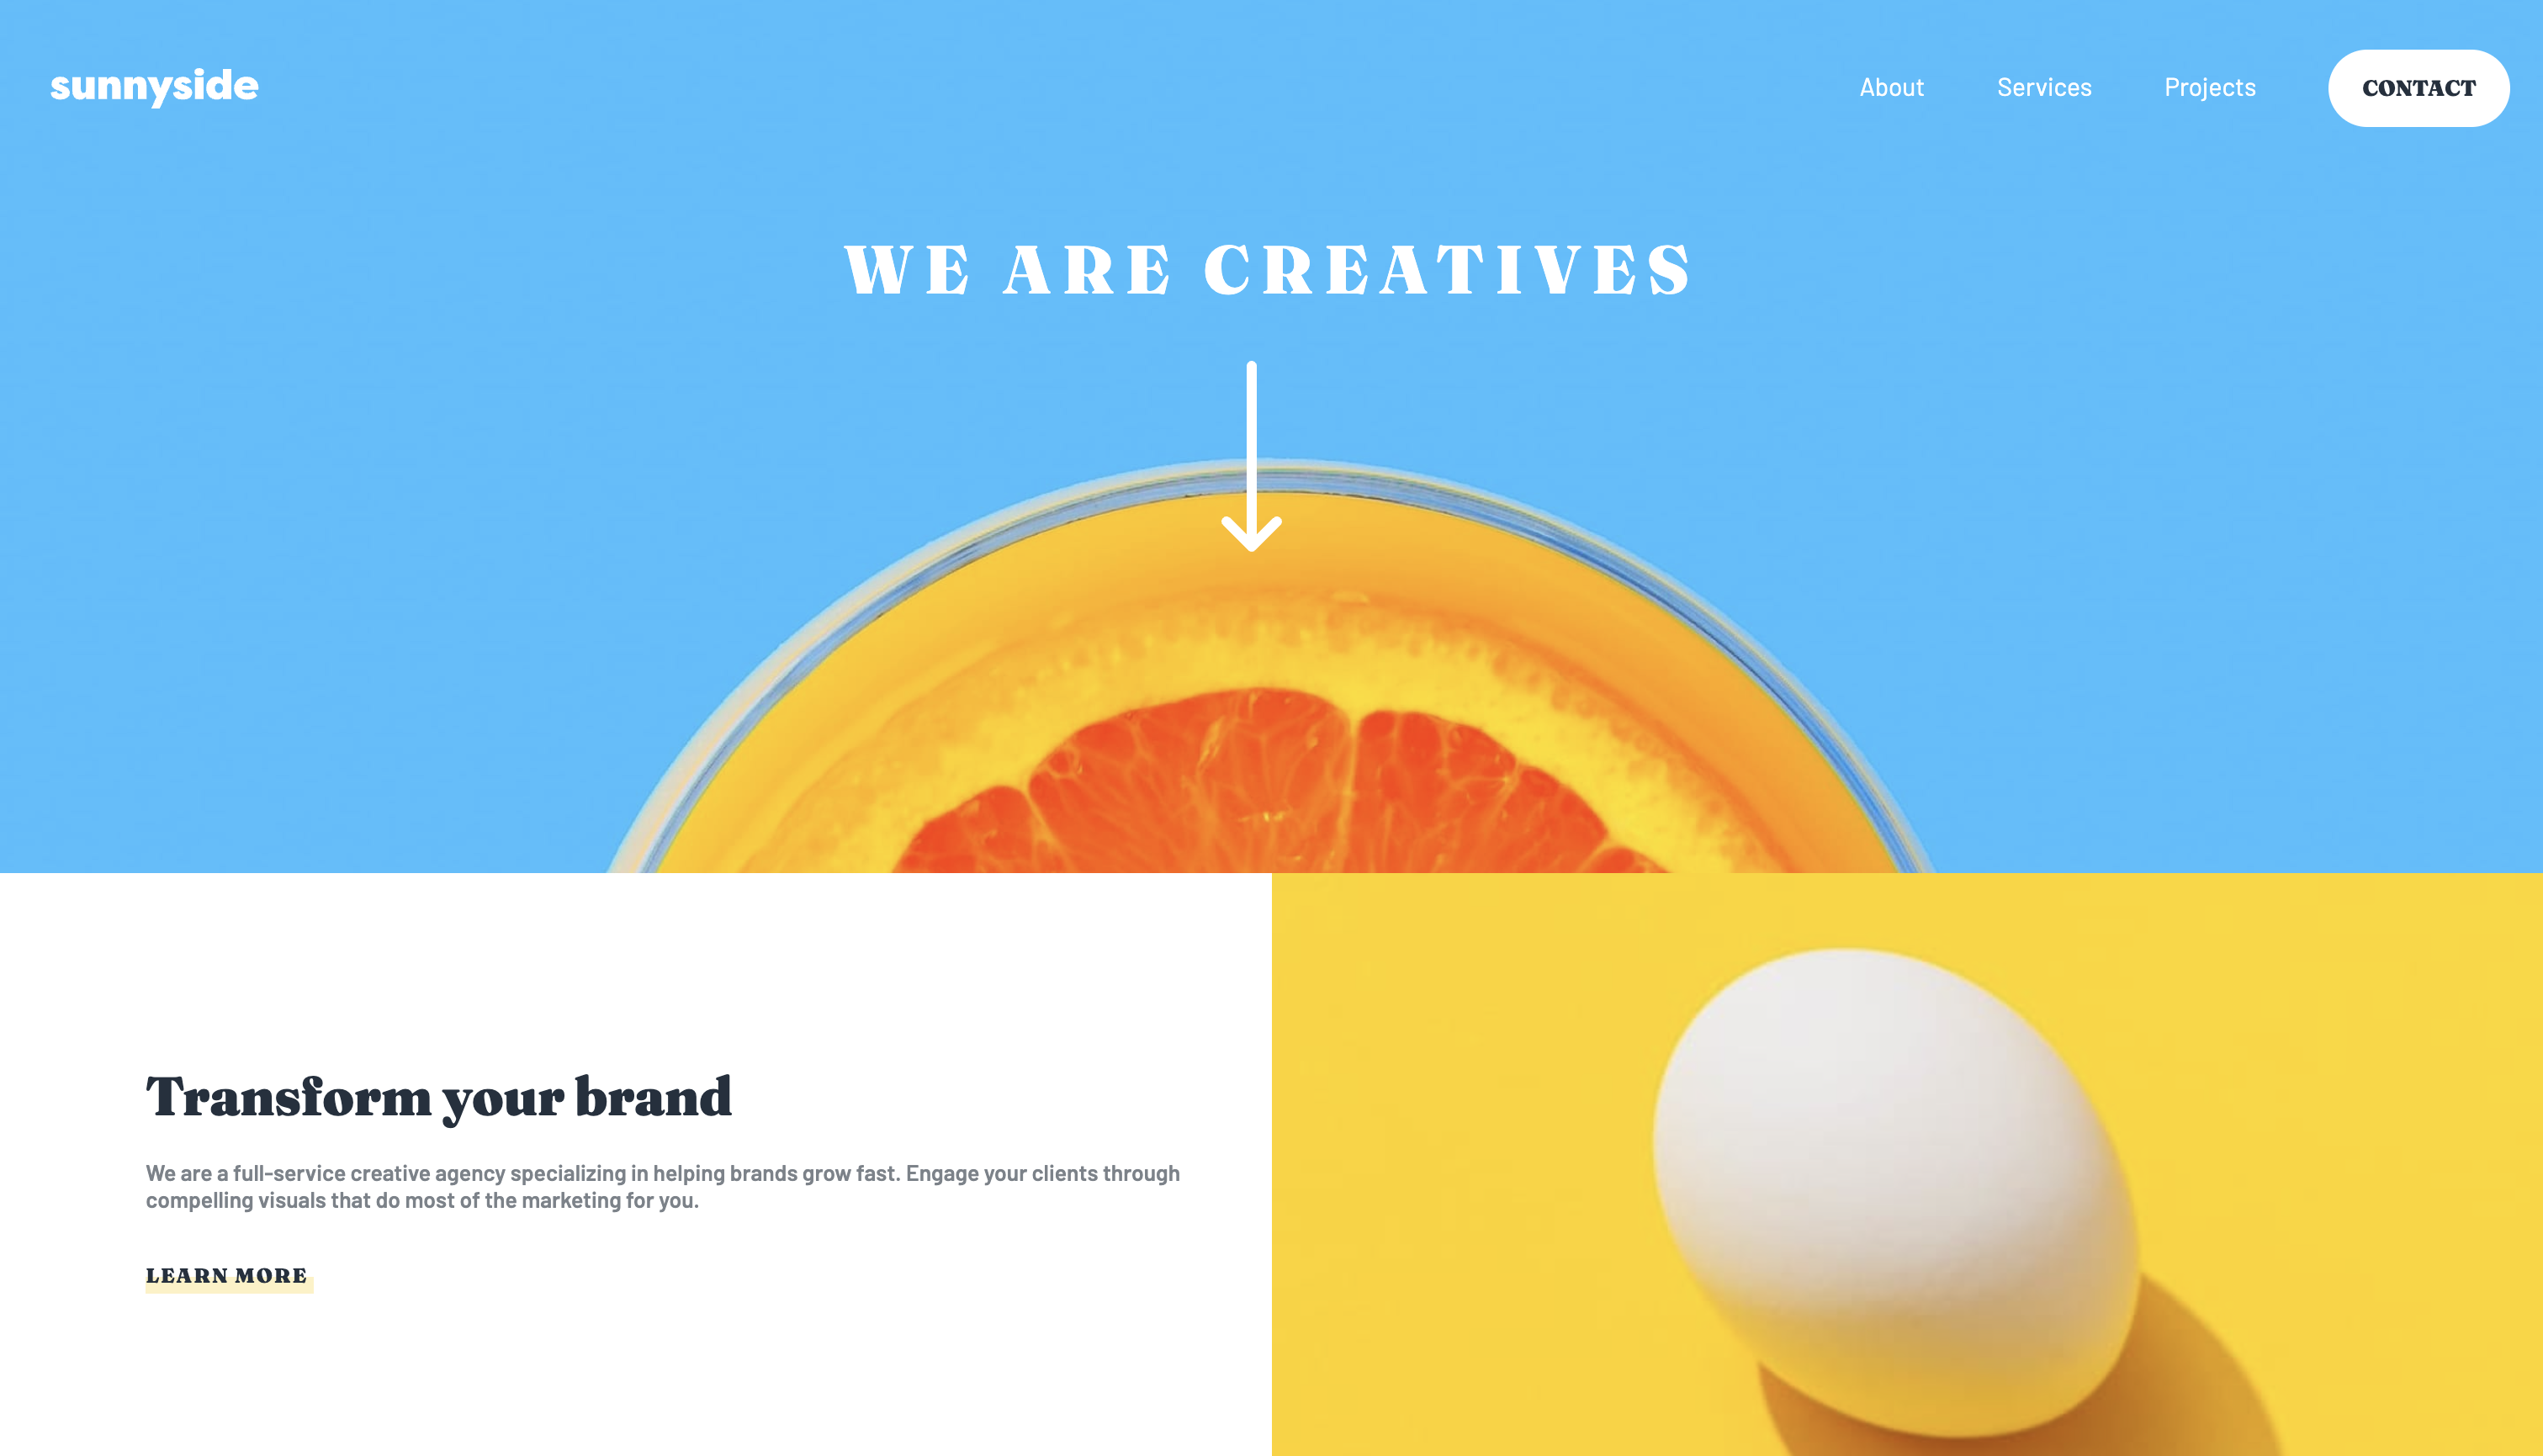 sunnyside
About Services Projects CONTACT
WE ARE CREATIVES
Transform your brand
We are a full-service creative agency specializing in helping brands grow fast. Engage your clients through
compelling visuals that do most of the marketing for you.
LEARN MORE